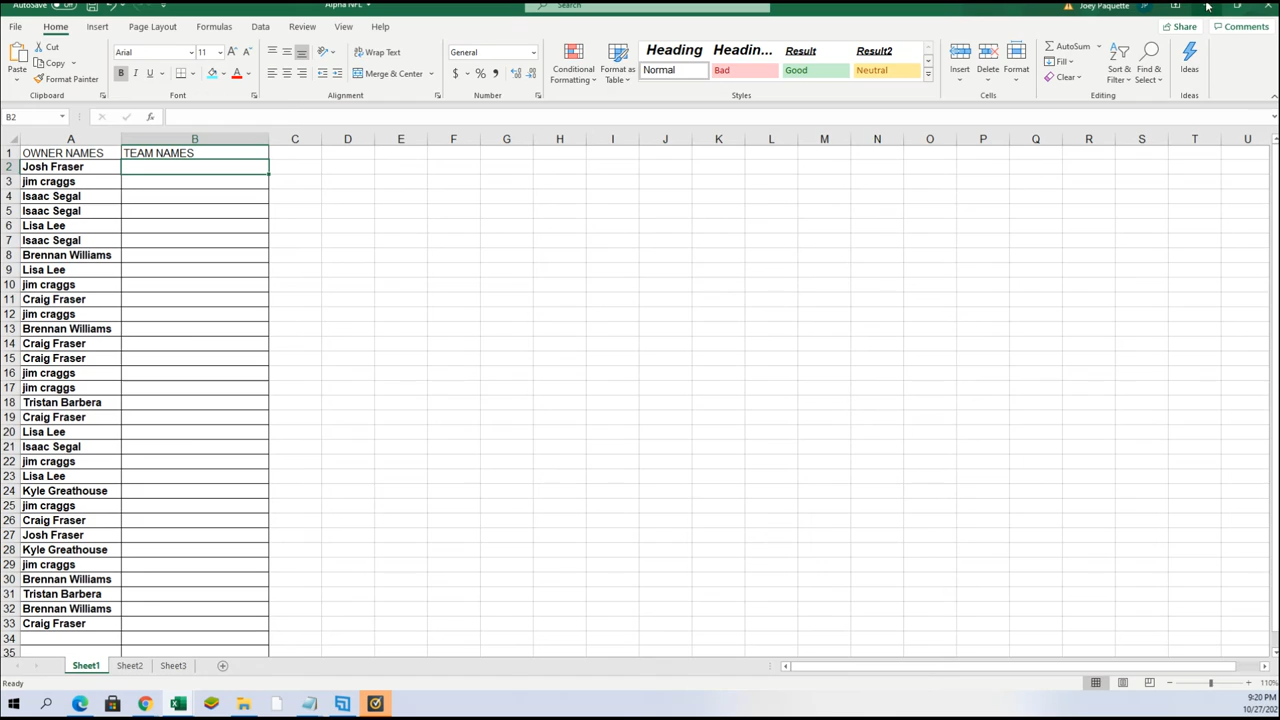 AutoSave Off Alpha NFL Search Joey Paquette JP
File Home Insert Page Layout Formulas Data Review View Help Share Comments
Cut
Copy
Format Painter
Paste
Clipboard
Arial 11
B I U A
Font
Wrap Text
Merge & Center
Alignment
General
$ % ,
Number
Conditional Formatting
Format as Table
Heading Headin... Result Result2
Normal Bad Good Neutral
Styles
Insert Delete Format
Cells
AutoSum
Fill
Clear
Sort & Filter
Find & Select
Editing
Ideas
Ideas
B2 fx
A B C D E F G H I J K L M N O P Q R S T U
1 OWNER NAMES TEAM NAMES
2 Josh Fraser
3 jim craggs
4 Isaac Segal
5 Isaac Segal
6 Lisa Lee
7 Isaac Segal
8 Brennan Williams
9 Lisa Lee
10 jim craggs
11 Craig Fraser
12 jim craggs
13 Brennan Williams
14 Craig Fraser
15 Craig Fraser
16 jim craggs
17 jim craggs
18 Tristan Barbera
19 Craig Fraser
20 Lisa Lee
21 Isaac Segal
22 jim craggs
23 Lisa Lee
24 Kyle Greathouse
25 jim craggs
26 Craig Fraser
27 Josh Fraser
28 Kyle Greathouse
29 jim craggs
30 Brennan Williams
31 Tristan Barbera
32 Brennan Williams
33 Craig Fraser
34
35
Sheet1 Sheet2 Sheet3
Ready 110%
9:20 PM
10/27/202